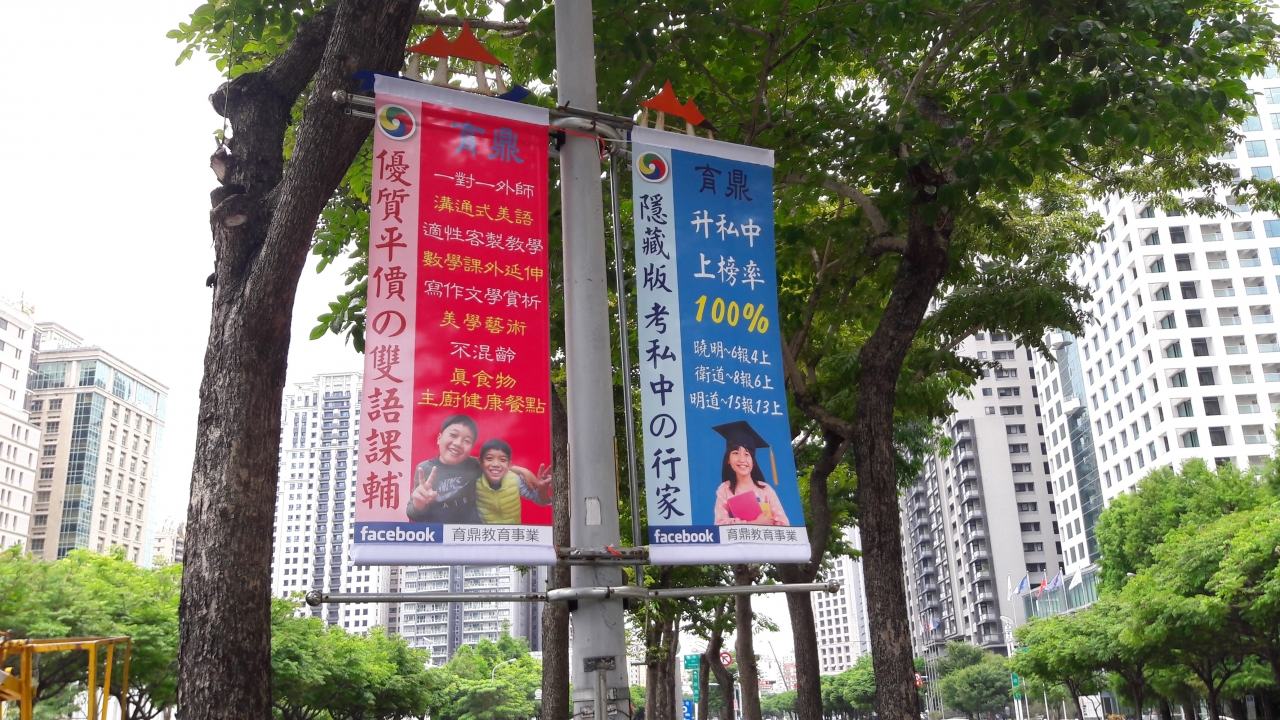 優質平價の雙語課輔
育鼎
一對一外師
溝通式美語
適性客製教學
數學課外延伸
寫作文學賞析
美學藝術
不混齡
真食物
主廚健康餐點
facebook 育鼎教育事業
隱藏版 考私中の行家
育鼎
升私中
上榜率
100%
曉明~6報4上
衛道~8報6上
明道~15報13上
facebook 育鼎教育事業